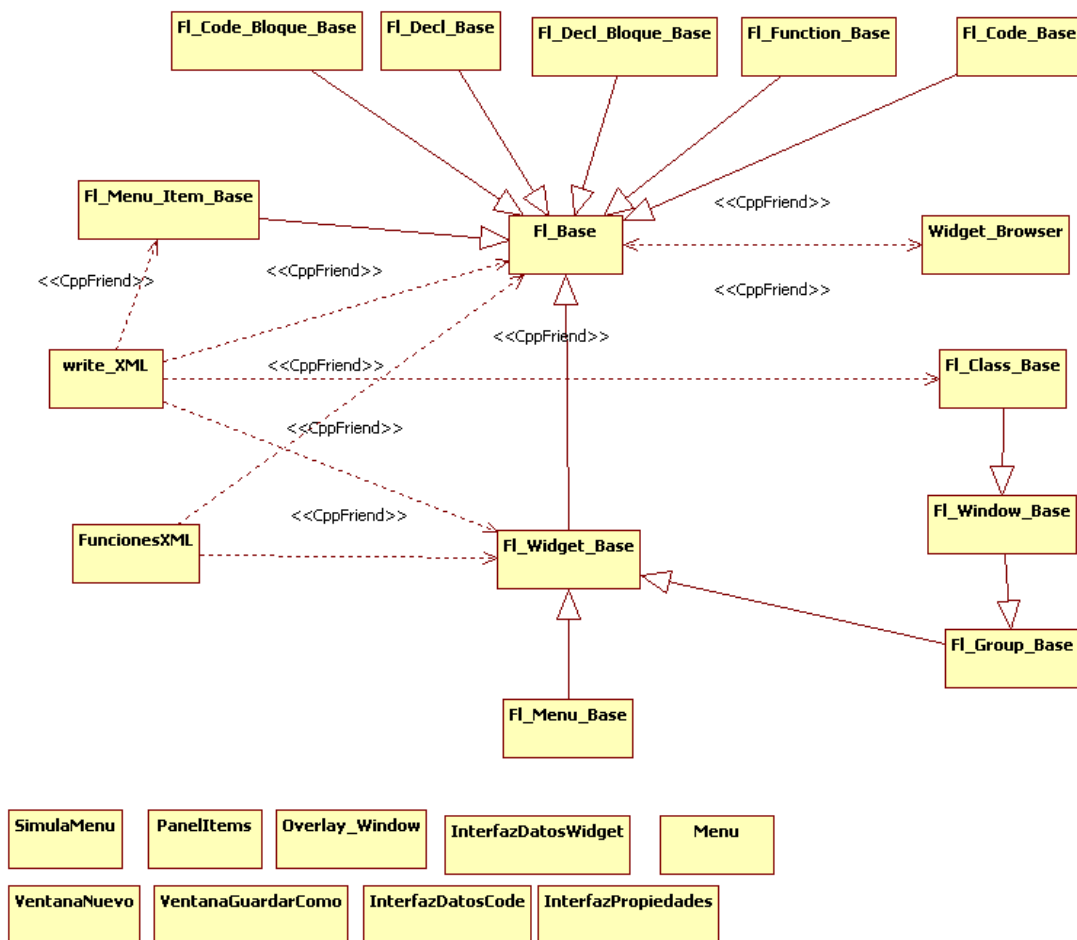 Fl_Code_Bloque_Base
Fl_Decl_Base
Fl_Decl_Bloque_Base
Fl_Function_Base
Fl_Code_Base
Fl_Menu_Item_Base
<<CppFriend>>
Fl_Base
Widget_Browser
<<CppFriend>>
<<CppFriend>>
<<CppFriend>>
<<CppFriend>>
write_XML
<<CppFriend>>
Fl_Class_Base
<<CppFriend>>
Fl_Window_Base
<<CppFriend>>
FuncionesXML
Fl_Widget_Base
Fl_Group_Base
Fl_Menu_Base
SimulaMenu
PanelItems
Overlay_Window
InterfazDatosWidget
Menu
VentanaNuevo
VentanaGuardarComo
InterfazDatosCode
InterfazPropiedades